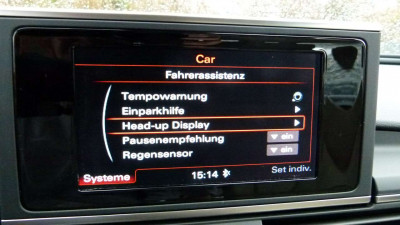 Car
Fahrerassistenz
Tempowarnung
Einparkhilfe
Head-up Display
Pausenempfehlung ein
Regensensor ein
Set indiv.
Systeme 15:14